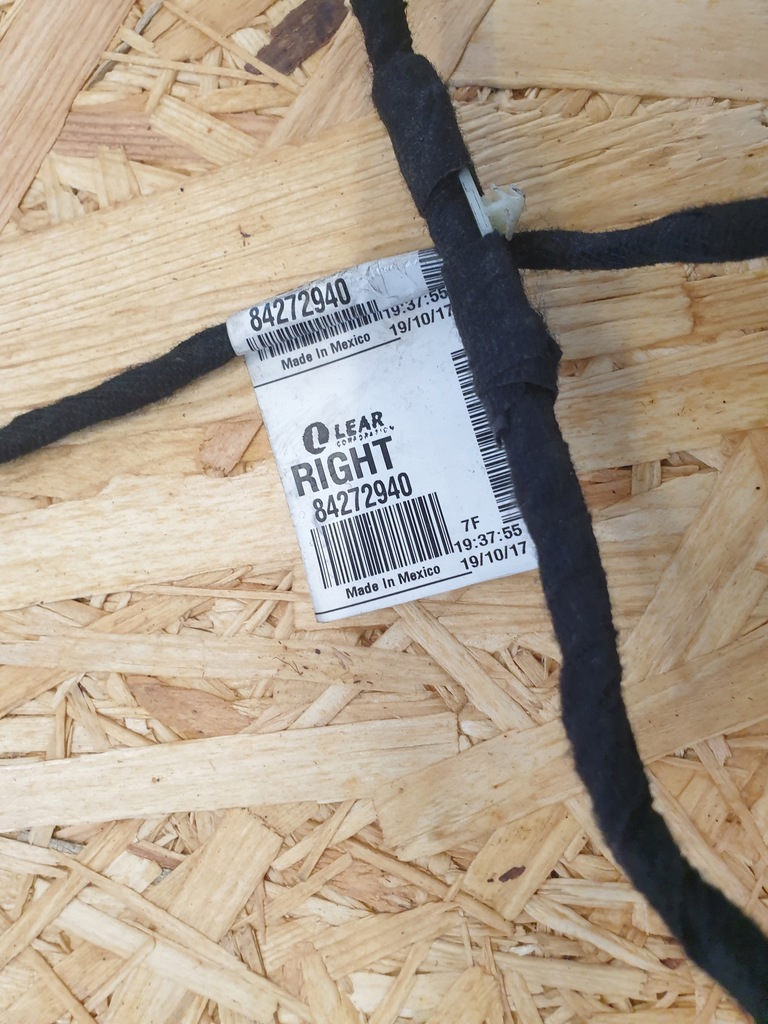 84272940
19:37:55
Made In Mexico 19/10/17
LEAR
CORPORATION
RIGHT
84272940
7F
19:37:55
Made In Mexico 19/10/17